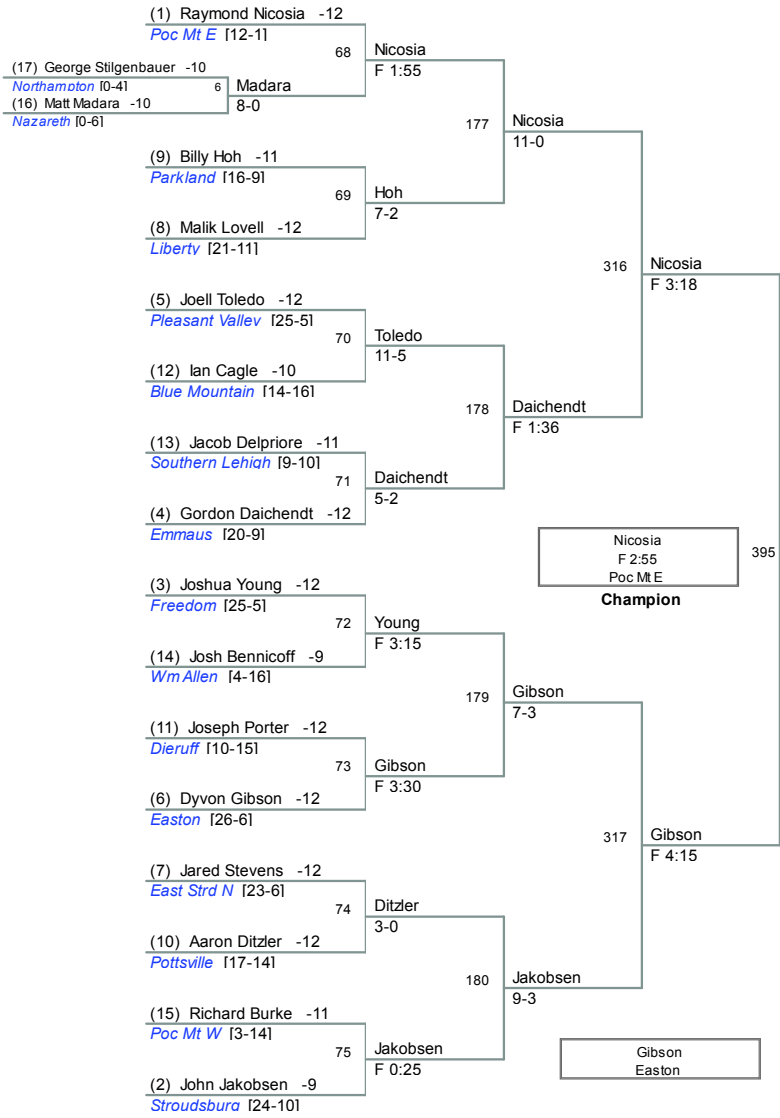 (1) Raymond Nicosia -12
Poc Mt E [12-1]
68
Nicosia
F 1:55
(17) George Stilgenbauer -10
Northampton [0-4]
6
Madara
8-0
(16) Matt Madara -10
Nazareth [0-6]
177
Nicosia
11-0
(9) Billy Hoh -11
Parkland [16-9]
69
Hoh
7-2
(8) Malik Lovell -12
Liberty [21-11]
316
Nicosia
F 3:18
(5) Joell Toledo -12
Pleasant Valley [25-5]
70
Toledo
11-5
(12) Ian Cagle -10
Blue Mountain [14-16]
178
Daichendt
F 1:36
(13) Jacob Delpriore -11
Southern Lehigh [9-10]
71
Daichendt
5-2
(4) Gordon Daichendt -12
Emmaus [20-9]
Nicosia
F 2:55
Poc Mt E
395
Champion
(3) Joshua Young -12
Freedom [25-5]
72
Young
F 3:15
(14) Josh Bennicoff -9
Wm Allen [4-16]
179
Gibson
7-3
(11) Joseph Porter -12
Dieruff [10-15]
73
Gibson
F 3:30
(6) Dyvon Gibson -12
Easton [26-6]
317
Gibson
F 4:15
(7) Jared Stevens -12
East Strd N [23-6]
74
Ditzler
3-0
(10) Aaron Ditzler -12
Pottsville [17-14]
180
Jakobsen
9-3
(15) Richard Burke -11
Poc Mt W [3-14]
75
Jakobsen
F 0:25
(2) John Jakobsen -9
Stroudsburg [24-10]
Gibson
Easton